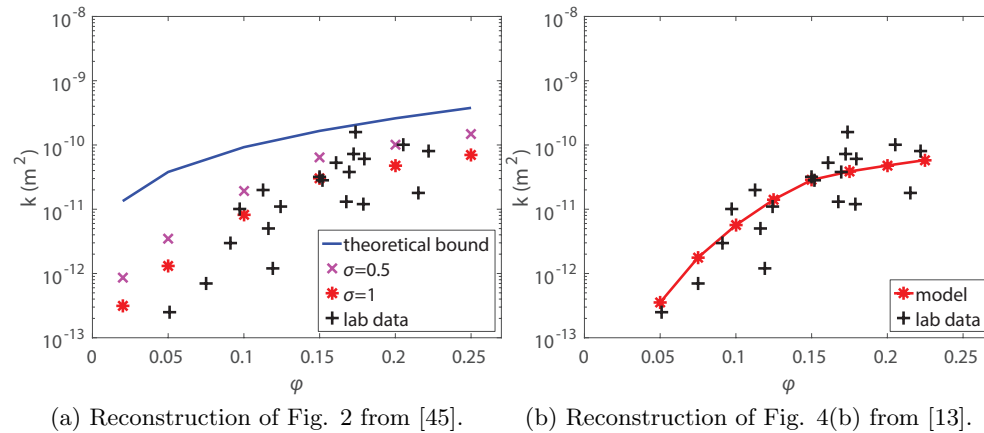 10^-8
10^-9
10^-10
10^-11
10^-12
10^-13
k (m^2)
0 0.05 0.1 0.15 0.2 0.25
φ
theoretical bound
σ=0.5
σ=1
lab data
(a) Reconstruction of Fig. 2 from [45].
10^-8
10^-9
10^-10
10^-11
10^-12
10^-13
k (m^2)
0 0.05 0.1 0.15 0.2 0.25
φ
model
lab data
(b) Reconstruction of Fig. 4(b) from [13].